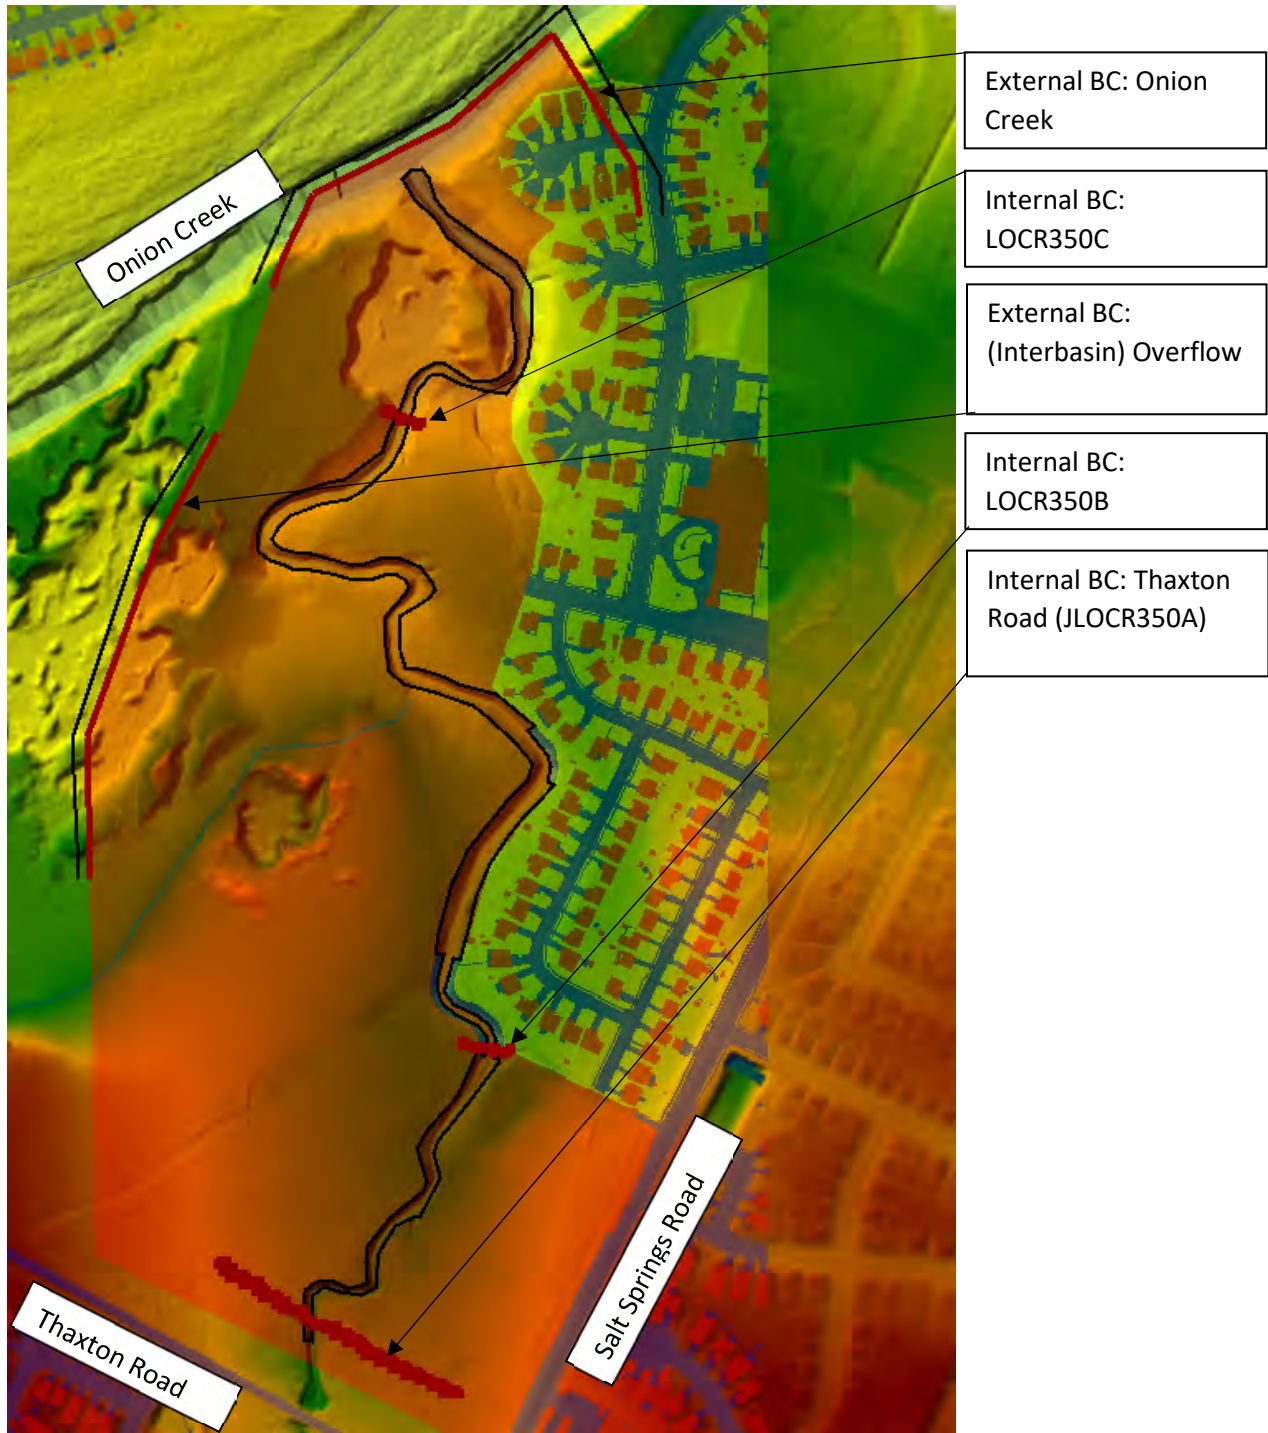 External BC: Onion
Creek
Internal BC:
LOCR350C
External BC:
(Interbasin) Overflow
Internal BC:
LOCR350B
Internal BC: Thaxton
Road (JLOCR350A)
Onion Creek
Salt Springs Road
Thaxton Road